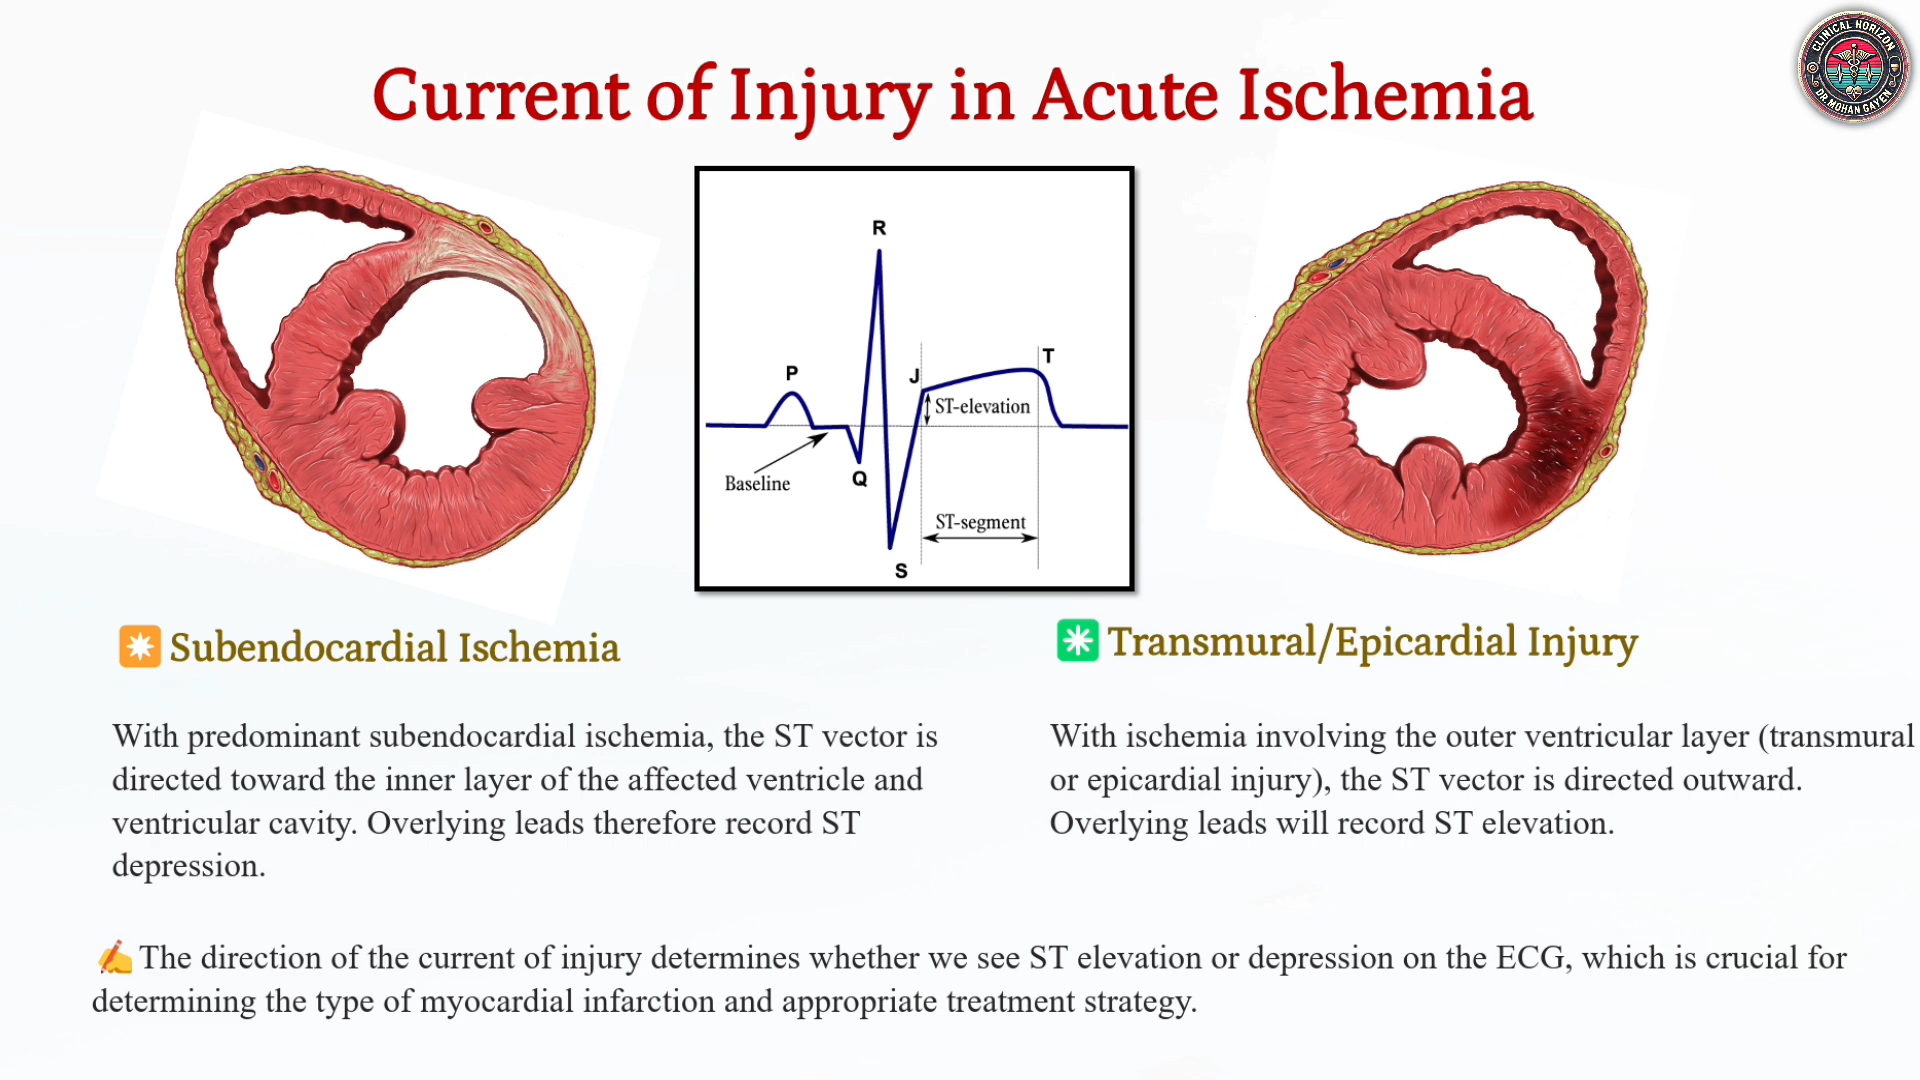 CLINICAL HORIZON
DR.MOHAN GAYEN
Current of Injury in Acute Ischemia
R
P
J
T
ST-elevation
Baseline
Q
ST-segment
S
Subendocardial Ischemia
With predominant subendocardial ischemia, the ST vector is
directed toward the inner layer of the affected ventricle and
ventricular cavity. Overlying leads therefore record ST
depression.
Transmural/Epicardial Injury
With ischemia involving the outer ventricular layer (transmural
or epicardial injury), the ST vector is directed outward.
Overlying leads will record ST elevation.
✍️The direction of the current of injury determines whether we see ST elevation or depression on the ECG, which is crucial for
determining the type of myocardial infarction and appropriate treatment strategy.